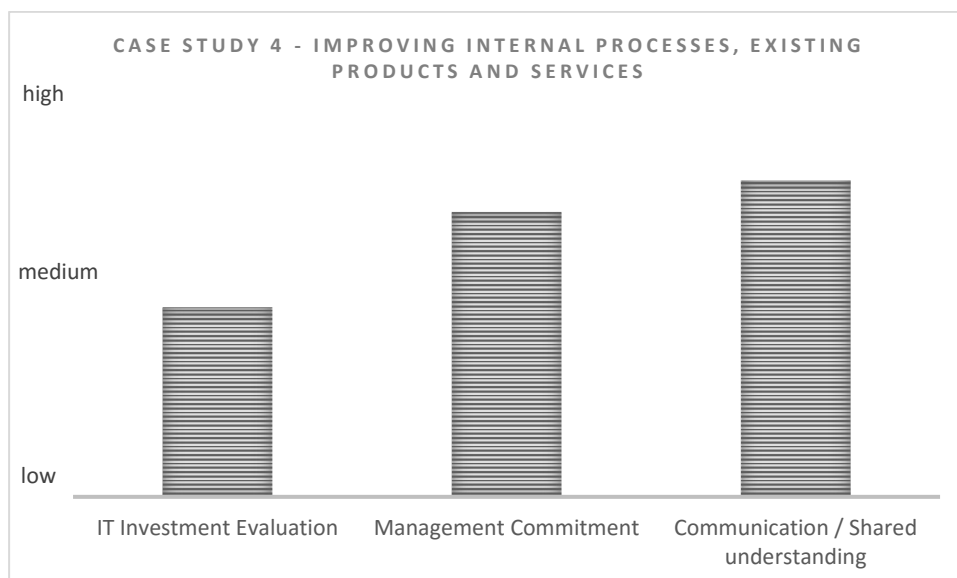 CASE STUDY 4 - IMPROVING INTERNAL PROCESSES, EXISTING
PRODUCTS AND SERVICES
high
medium
low
IT Investment Evaluation
Management Commitment
Communication / Shared
understanding